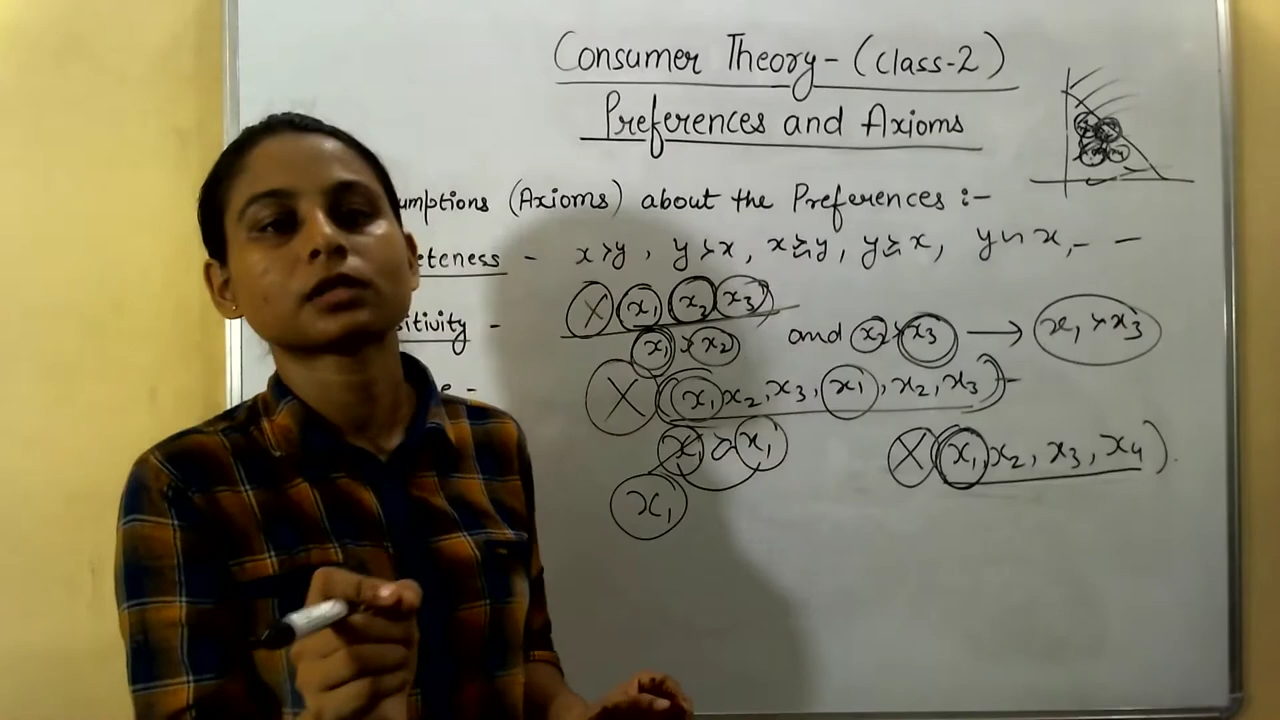 Consumer Theory - (Class-2)
Preferences and Axioms
umptions (Axioms) about the Preferences :-
eteness - x ≻ y , y ≻ x, x ≿ y, y ≿ x, y ~ x, - -
X (x₁ x₂ x₃)
sitivity - x₁ ≻ x₂ and x₂ ≻ x₃ → x₁ ≻ x₃
e - X (x₁, x₂, x₃, x₁, x₂, x₃) -
x₁ x₁ X (x₁, x₂, x₃, x₄).
x₁